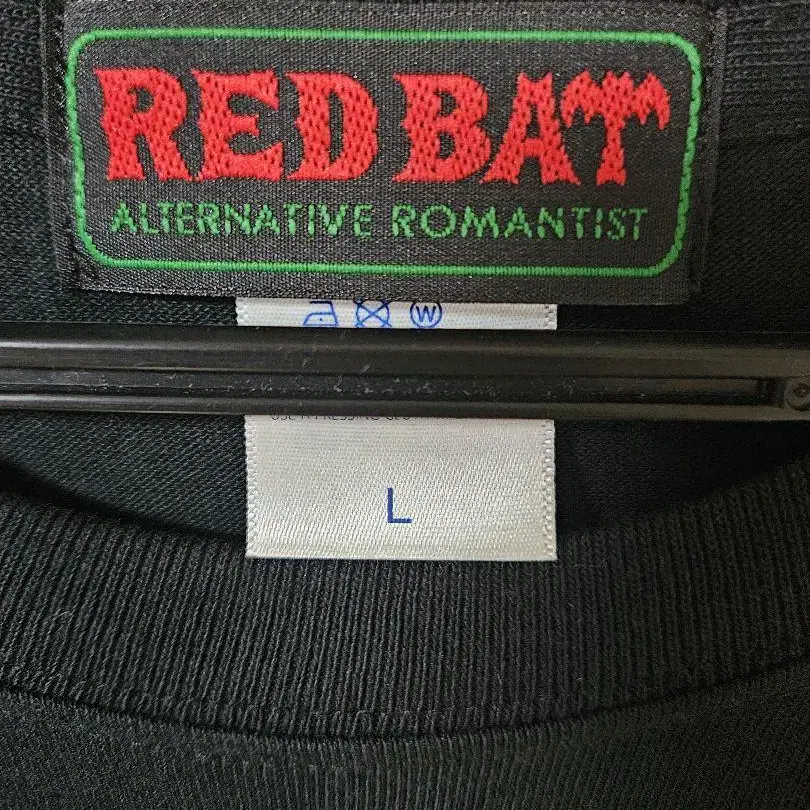 RED BAT
ALTERNATIVE ROMANTIST
W
L